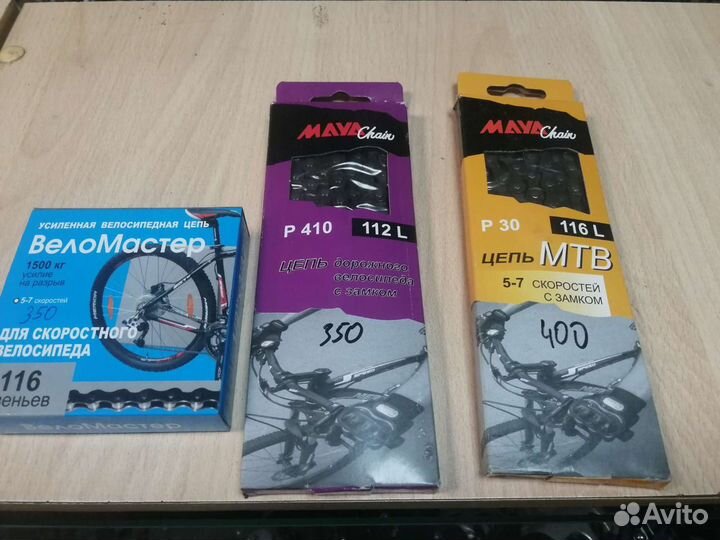 УСИЛЕННАЯ ВЕЛОСИПЕДНАЯ ЦЕПЬ
ВелоМастер
1500 кг
усилие
на разрыв
5-7 скоростей
350
ДЛЯ СКОРОСТНОГО
ВЕЛОСИПЕДА
116
звеньев
ВелоМастер
MAYA Chain
P 410 112 L
ЦЕПЬ дорожного
велосипеда
с замком
350
MAYA Chain
P 30 116 L
ЦЕПЬ MTB
5-7 СКОРОСТЕЙ
С ЗАМКОМ
400
Avito